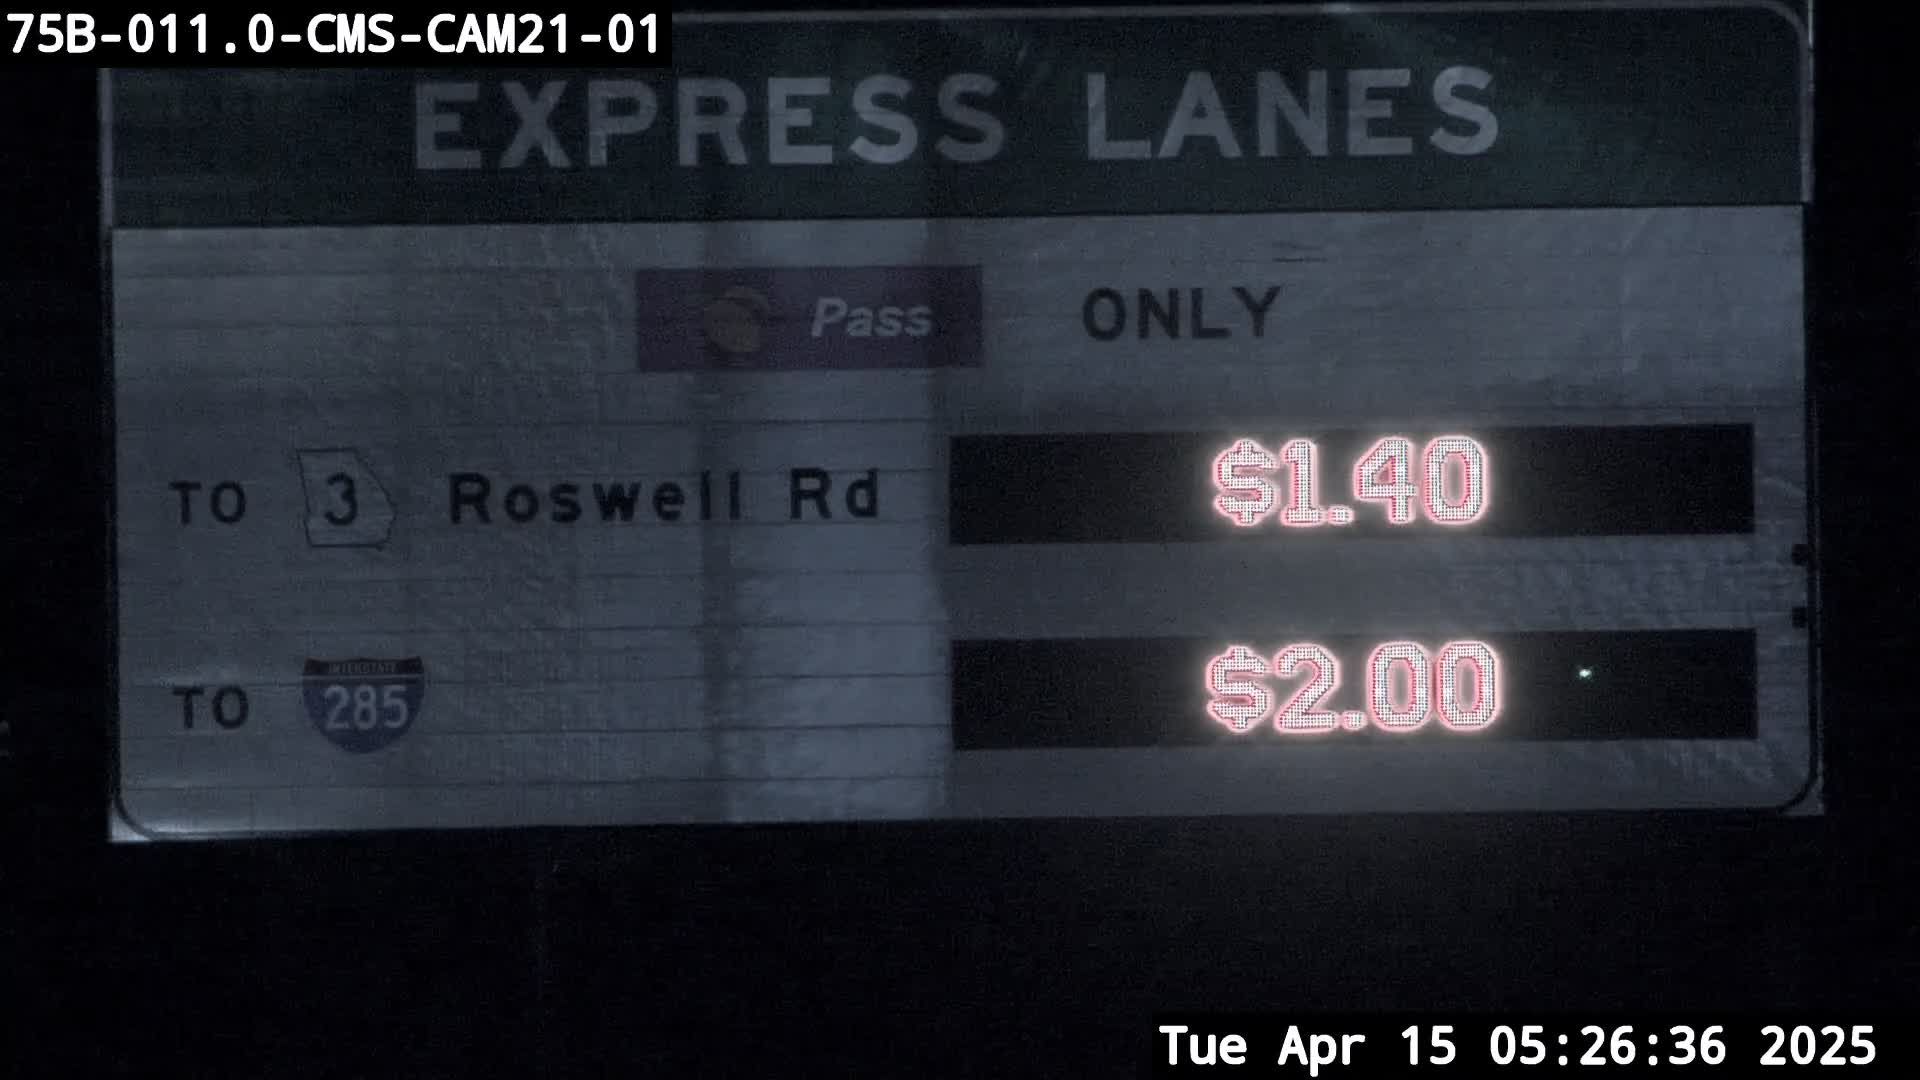 75B-011.0-CMS-CAM21-01
EXPRESS LANES
Pass ONLY
TO 3 Roswell Rd $1.40
INTERSTATE
TO 285 $2.00
Tue Apr 15 05:26:36 2025